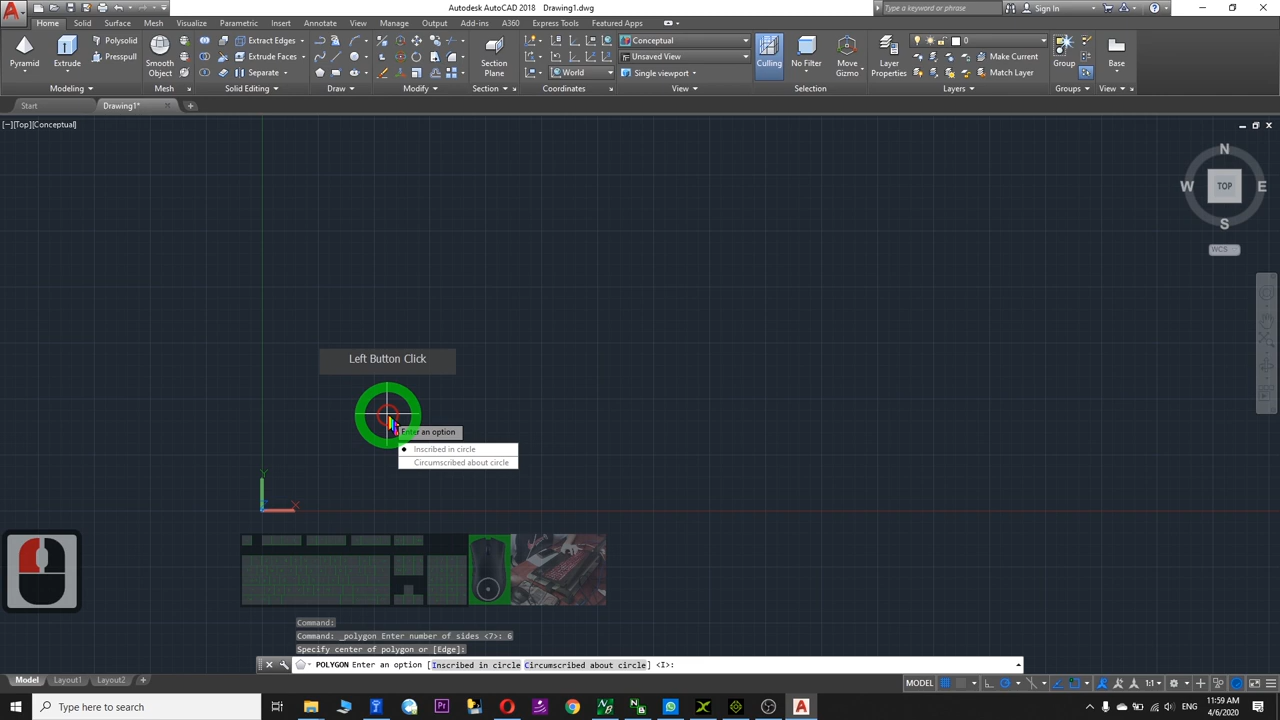 Autodesk AutoCAD 2018 Drawing1.dwg
Type a keyword or phrase
Sign In
Home Solid Surface Mesh Visualize Parametric Insert Annotate View Manage Output Add-ins A360 Express Tools Featured Apps
Polysolid
Presspull
Pyramid
Extrude
Smooth Object
Extract Edges
Extrude Faces
Separate
Section Plane
World
Conceptual
Unsaved View
Single viewport
Culling
No Filter
Move Gizmo
Layer Properties
0
Make Current
Match Layer
Group
Base
Modeling Mesh Solid Editing Draw Modify Section Coordinates View Selection Layers Groups View
Start Drawing1*
[−][Top][Conceptual]
N
W TOP E
S
WCS
Left Button Click
Enter an option
Inscribed in circle
Circumscribed about circle
Y
X
Command:
Command: _polygon Enter number of sides <7>: 6
Specify center of polygon or [Edge]:
POLYGON Enter an option [Inscribed in circle Circumscribed about circle] <I>:
Model Layout1 Layout2
MODEL
1:1
Type here to search
11:59 AM
4/6/2020